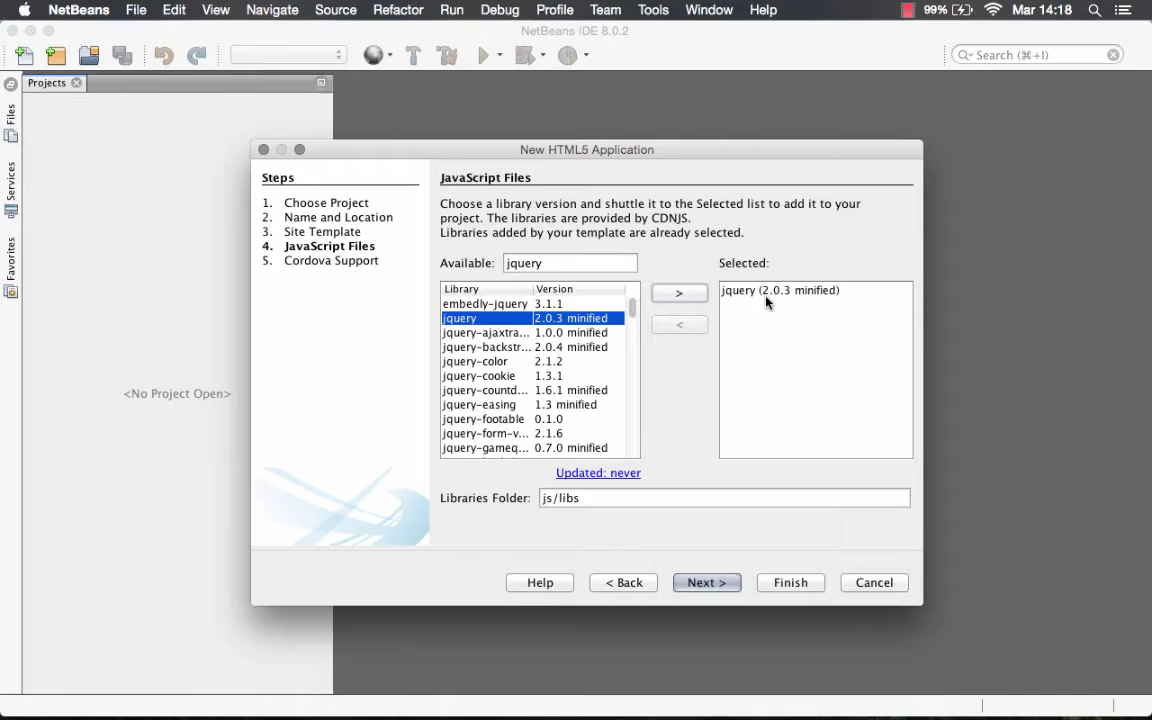 NetBeans File Edit View Navigate Source Refactor Run Debug Profile Team Tools Window Help 99% Mar 14:18
NetBeans IDE 8.0.2
Search (⌘+I)
Projects
Files
Services
Favorites
<No Project Open>
New HTML5 Application
Steps
1. Choose Project
2. Name and Location
3. Site Template
4. JavaScript Files
5. Cordova Support
JavaScript Files
Choose a library version and shuttle it to the Selected list to add it to your
project. The libraries are provided by CDNJS.
Libraries added by your template are already selected.
Available: jquery
Selected:
Library Version
embedly-jquery 3.1.1
jquery 2.0.3 minified
jquery-ajaxtra... 1.0.0 minified
jquery-backstr... 2.0.4 minified
jquery-color 2.1.2
jquery-cookie 1.3.1
jquery-countd... 1.6.1 minified
jquery-easing 1.3 minified
jquery-footable 0.1.0
jquery-form-v... 2.1.6
jquery-gameq... 0.7.0 minified
>
<
jquery (2.0.3 minified)
Updated: never
Libraries Folder: js/libs
Help < Back Next > Finish Cancel